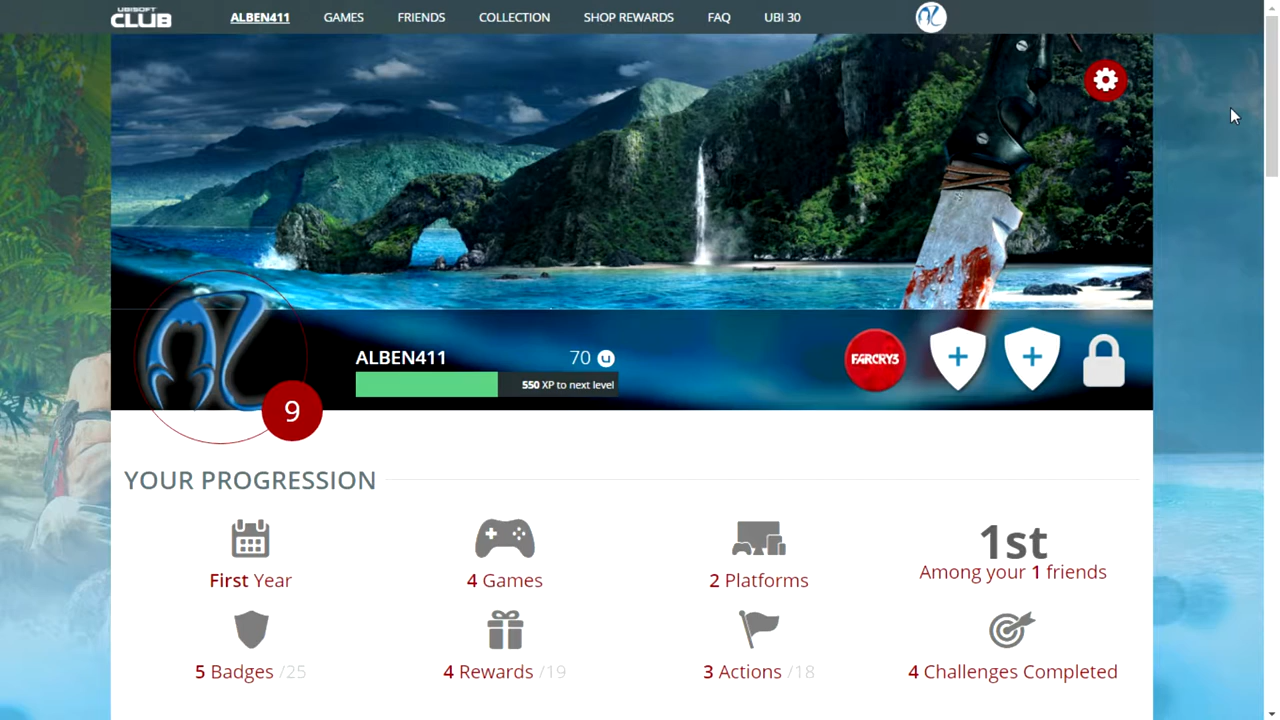 UBISOFT
CLUB
ALBEN411 GAMES FRIENDS COLLECTION SHOP REWARDS FAQ UBI 30
ALBEN411 70 u
550 XP to next level
FARCRY3
9
YOUR PROGRESSION
First Year
4 Games
2 Platforms
1st
Among your 1 friends
5 Badges /25
4 Rewards /19
3 Actions /18
4 Challenges Completed